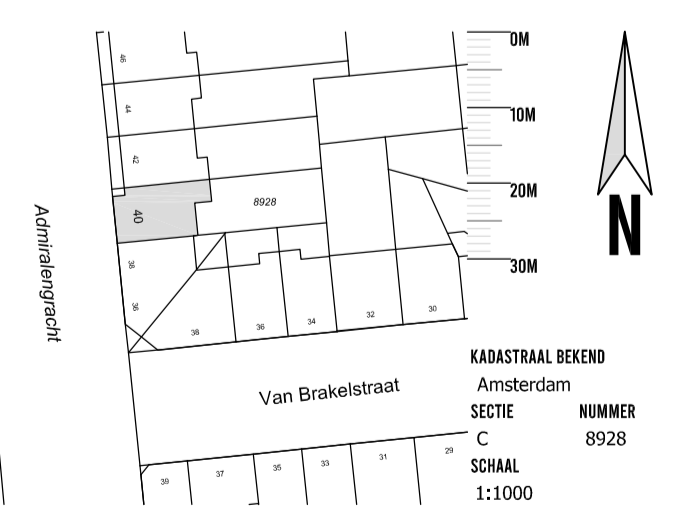 46
44
42
40
8928
38
36
38
36
34
32
30
Admiralengracht
Van Brakelstraat
39
37
35
33
31
29
0M
10M
20M
30M
N
KADASTRAAL BEKEND
Amsterdam
SECTIE NUMMER
C 8928
SCHAAL
1:1000